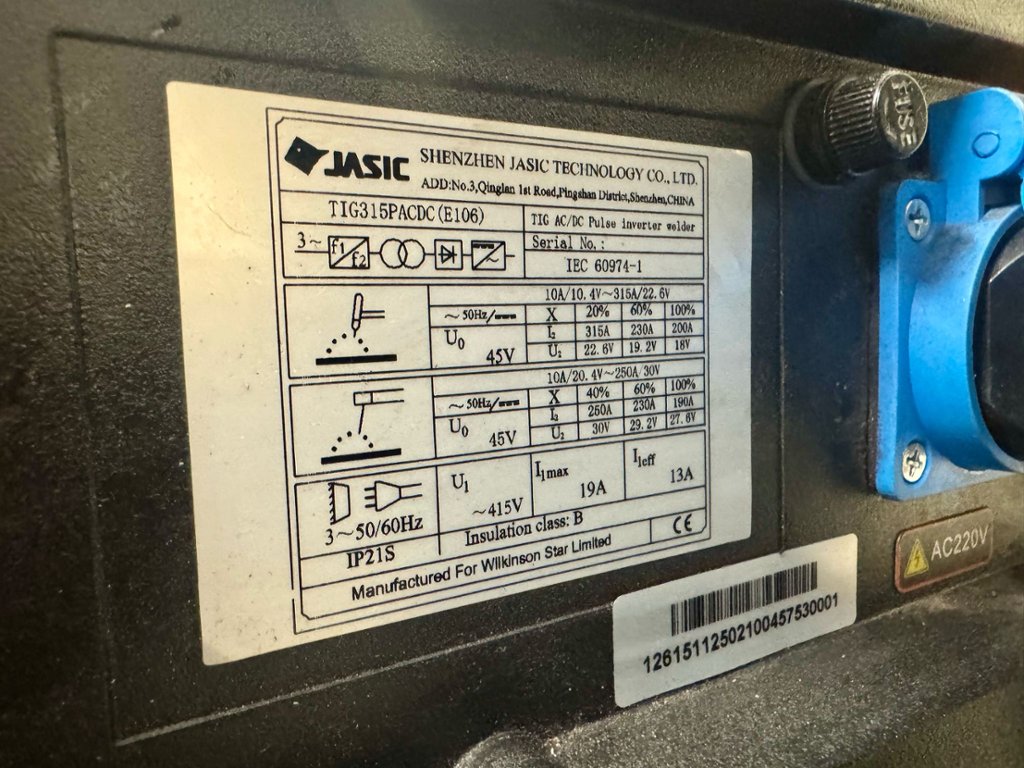 FUSE
JASIC SHENZHEN JASIC TECHNOLOGY CO., LTD.
ADD:No.3,Qinglan 1st Road,Pingshan District,Shenzhen,CHINA
TIG315PACDC(E106) TIG AC/DC Pulse inverter welder
3~ f1/f2 Serial No.:
IEC 60974-1
10A/10.4V~315A/22.6V
~50Hz/ X 20% 60% 100%
U0 45V I2 315A 230A 200A
U2 22.6V 19.2V 18V
10A/20.4V~250A/30V
~50Hz/ X 40% 60% 100%
U0 45V I2 250A 230A 190A
U2 30V 29.2V 27.6V
3~50/60Hz U1 ~415V I1max 19A I1eff 13A
IP21S Insulation class: B CE
Manufactured For Wilkinson Star Limited
AC220V
12615112502100457530001